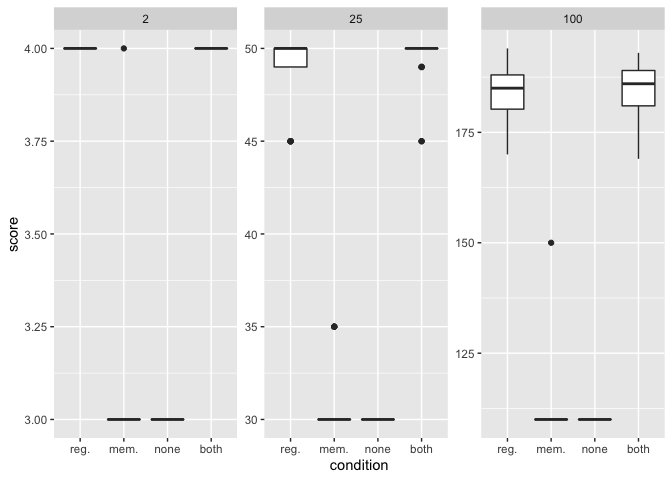 2 25 100
score
4.00
3.75
3.50
3.25
3.00
50
45
40
35
30
175
150
125
reg. mem. none both
reg. mem. none both
reg. mem. none both
condition